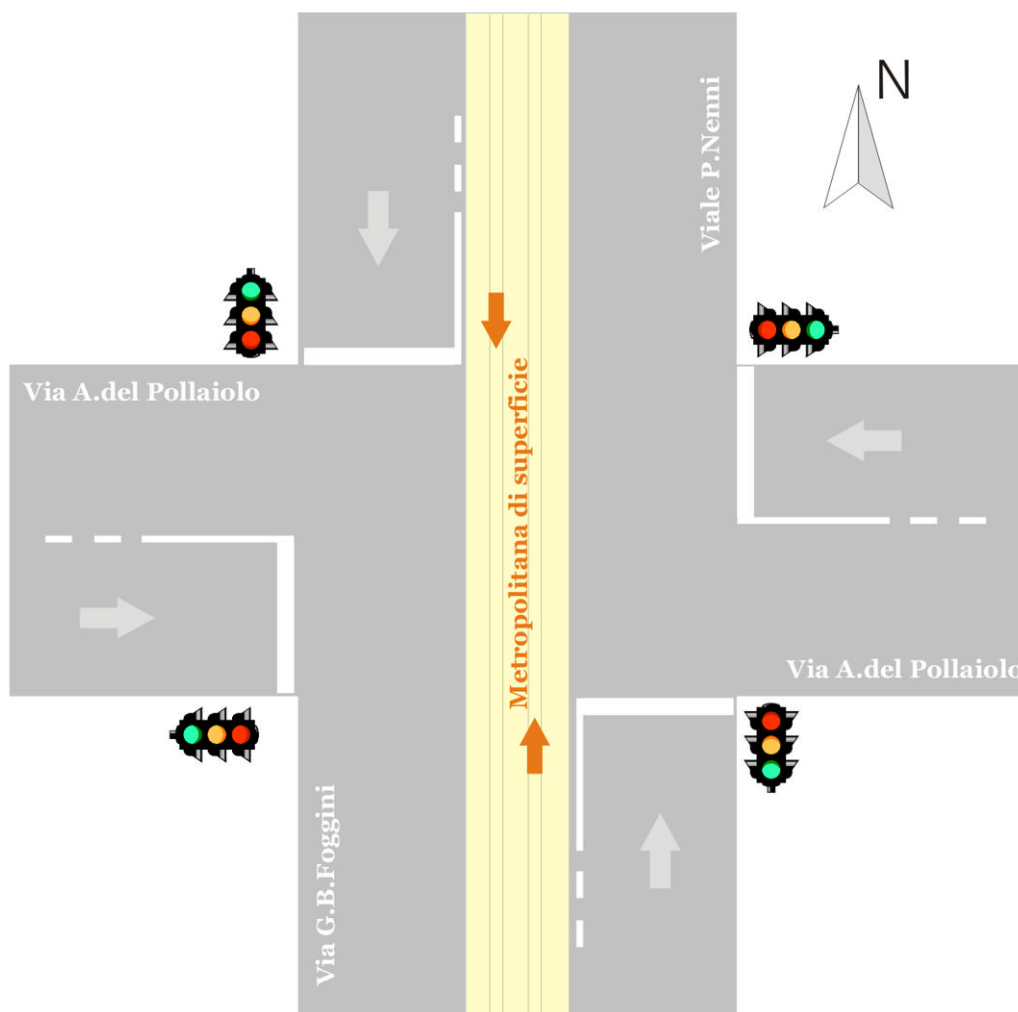 N
Viale P.Nenni
Via A.del Pollaiolo
Metropolitana di superficie
Via A.del Pollaiolo
Via G.B.Foggini